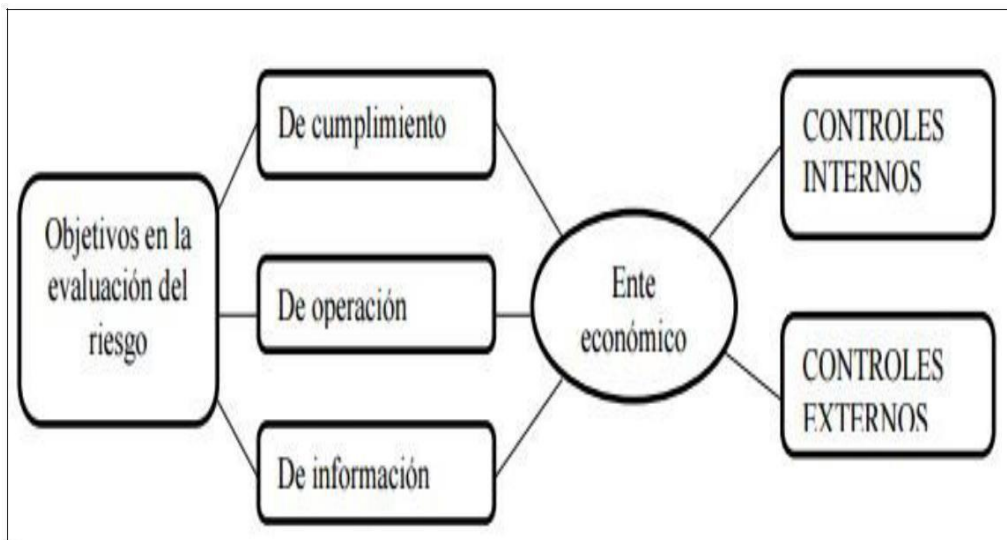 Objetivos en la
evaluación del
riesgo
De cumplimiento
De operación
De información
Ente
económico
CONTROLES
INTERNOS
CONTROLES
EXTERNOS